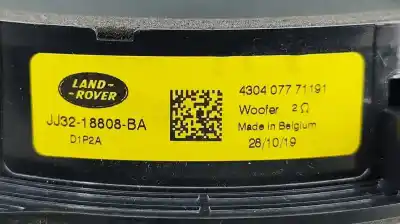 LAND-
-ROVER
JJ32-18808-BA
D1P2A
4304 077 71191
Woofer 2Ω
Made in Belgium
26/10/19